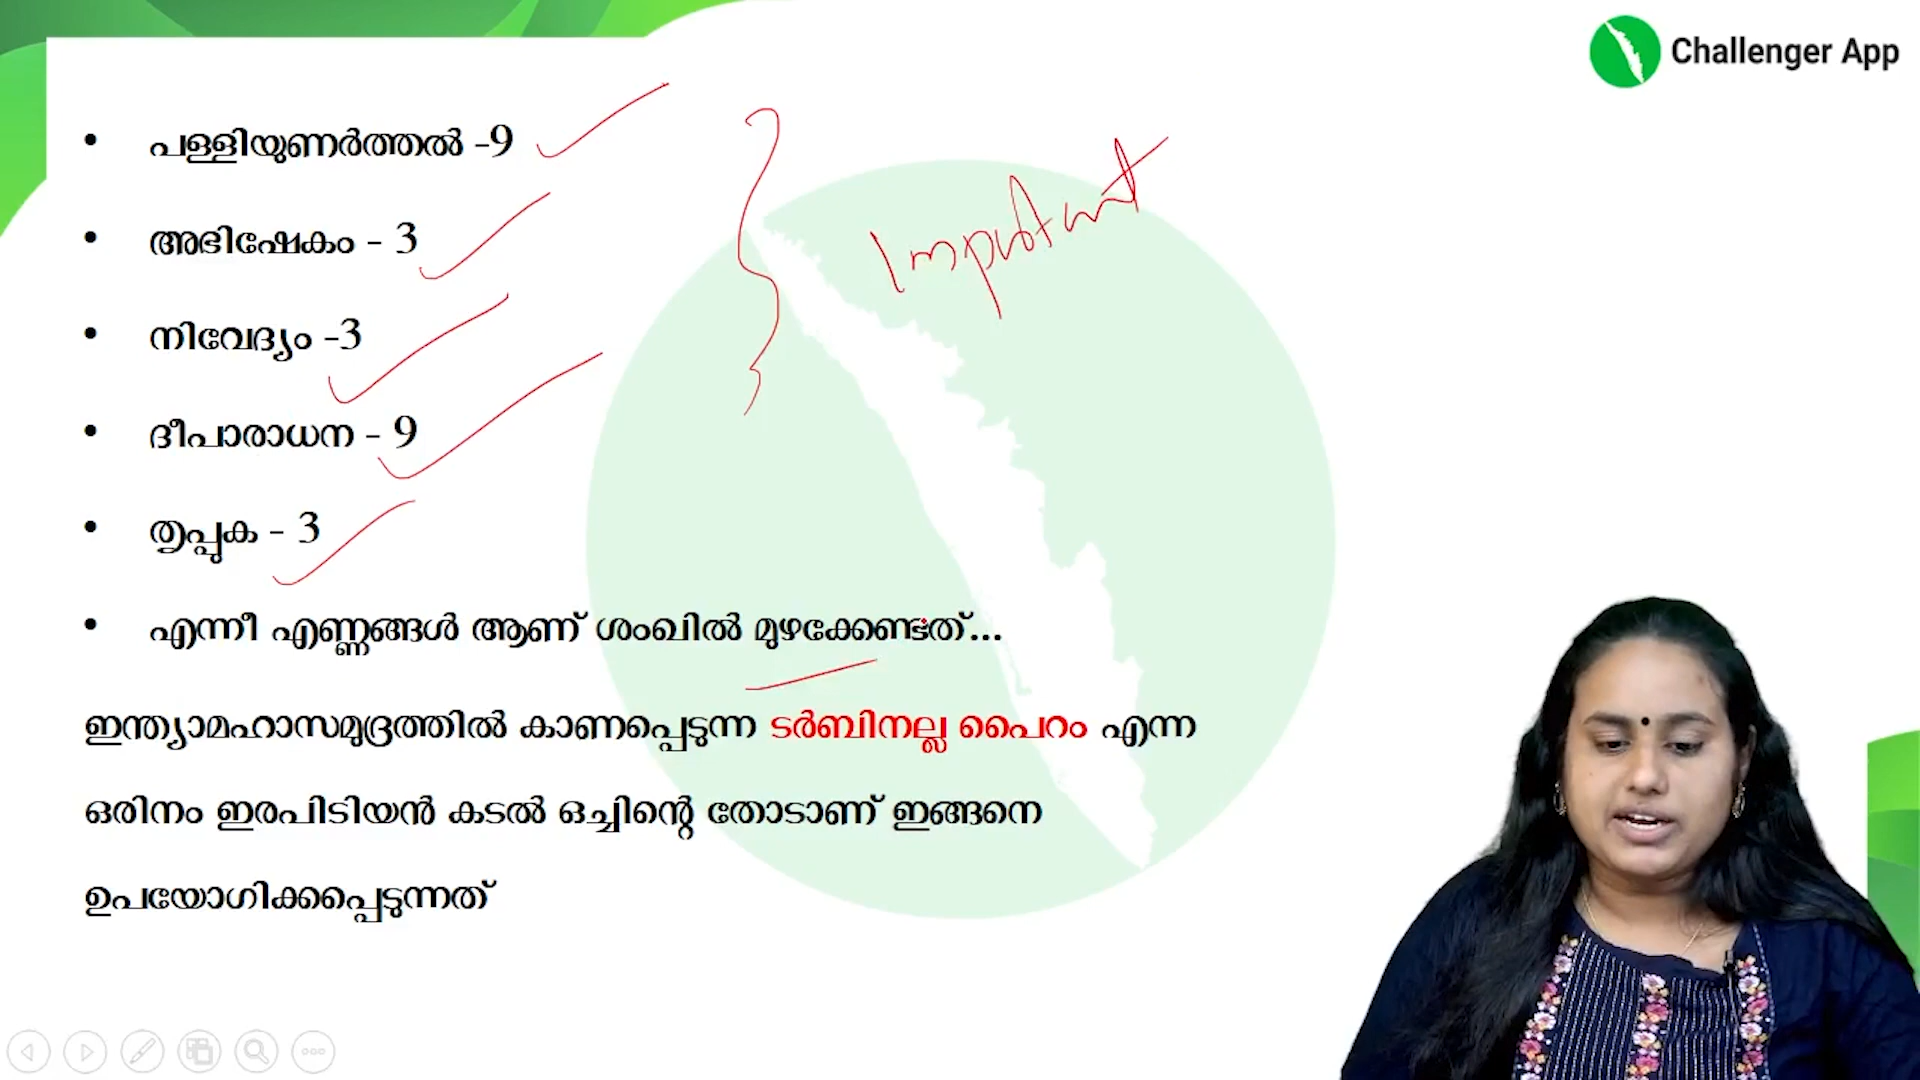 Challenger App
• പള്ളിയുണർത്തൽ -9
• അഭിഷേകം - 3
• നിവേദ്യം -3
• ദീപാരാധന - 9
• തൃപ്പുക - 3
Important
• എന്നീ എണ്ണങ്ങൾ ആണ് ശംഖിൽ മുഴക്കേണ്ടത്...
ഇന്ത്യാമഹാസമുദ്രത്തിൽ കാണപ്പെടുന്ന ടർബിനല്ല പൈറം എന്ന
ഒരിനം ഇരപിടിയൻ കടൽ ഒച്ചിന്റെ തോടാണ് ഇങ്ങനെ
ഉപയോഗിക്കപ്പെടുന്നത്